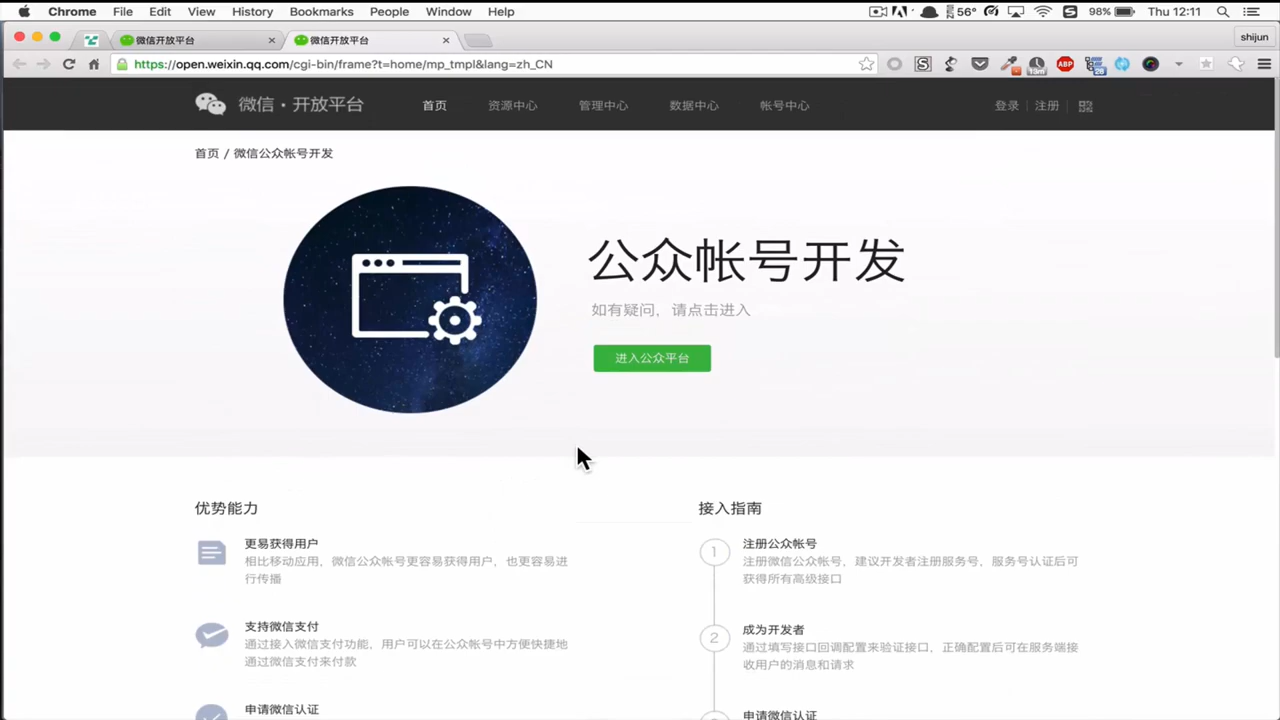 Chrome File Edit View History Bookmarks People Window Help 56° 98% Thu 12:11
微信开放平台 微信开放平台 shijun
https://open.weixin.qq.com/cgi-bin/frame?t=home/mp_tmpl&lang=zh_CN
微信·开放平台 首页 资源中心 管理中心 数据中心 帐号中心 登录 注册
首页 / 微信公众帐号开发
公众帐号开发
如有疑问，请点击进入
进入公众平台
优势能力
更易获得用户
相比移动应用，微信公众帐号更容易获得用户，也更容易进
行传播
支持微信支付
通过接入微信支付功能，用户可以在公众帐号中方便快捷地
通过微信支付来付款
申请微信认证
接入指南
1 注册公众帐号
注册微信公众帐号，建议开发者注册服务号，服务号认证后可
获得所有高级接口
2 成为开发者
通过填写接口回调配置来验证接口，正确配置后可在服务端接
收用户的消息和请求
申请微信认证